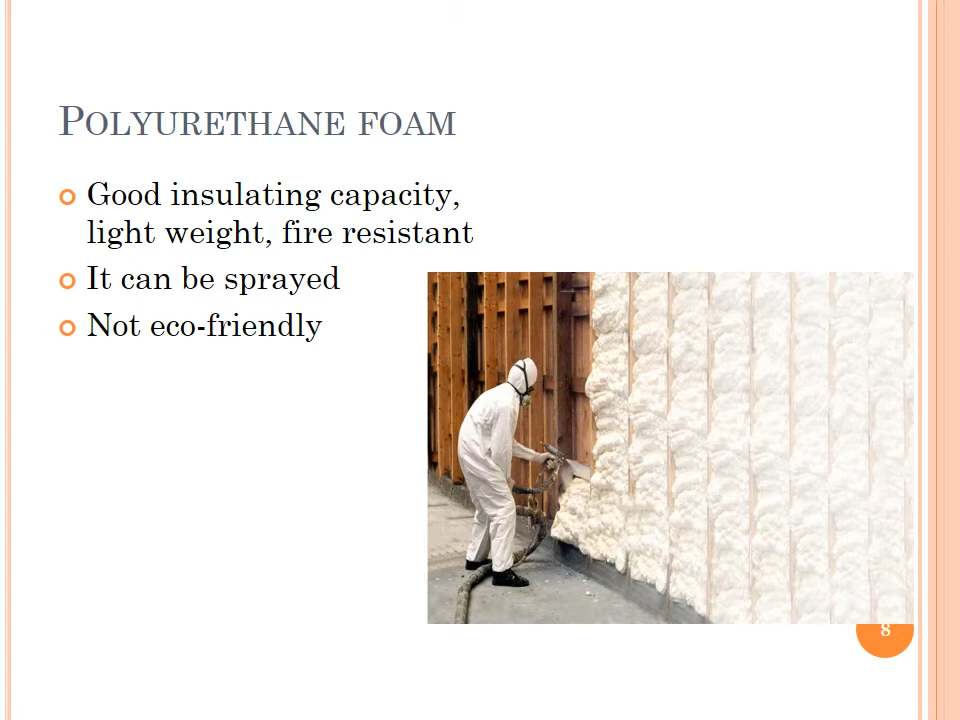 Polyurethane foam
Good insulating capacity,
light weight, fire resistant
It can be sprayed
Not eco-friendly
8